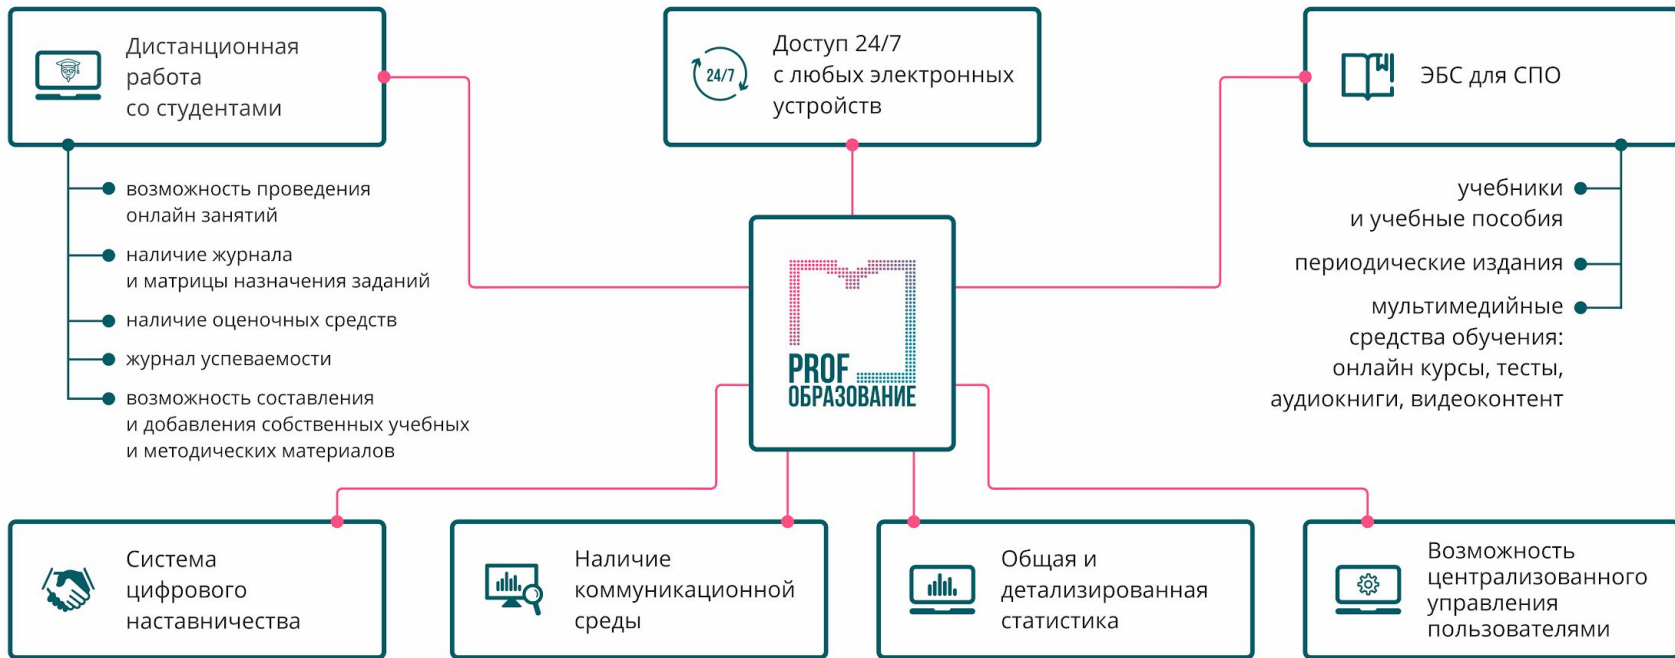 Дистанционная
работа
со студентами
24/7
Доступ 24/7
с любых электронных
устройств
ЭБС для СПО
возможность проведения
онлайн занятий
наличие журнала
и матрицы назначения заданий
наличие оценочных средств
журнал успеваемости
возможность составления
и добавления собственных учебных
и методических материалов
PROF
ОБРАЗОВАНИЕ
учебники
и учебные пособия
периодические издания
мультимедийные
средства обучения:
онлайн курсы, тесты,
аудиокниги, видеоконтент
Система
цифрового
наставничества
Наличие
коммуникационной
среды
Общая и
детализированная
статистика
Возможность
централизованного
управления
пользователями